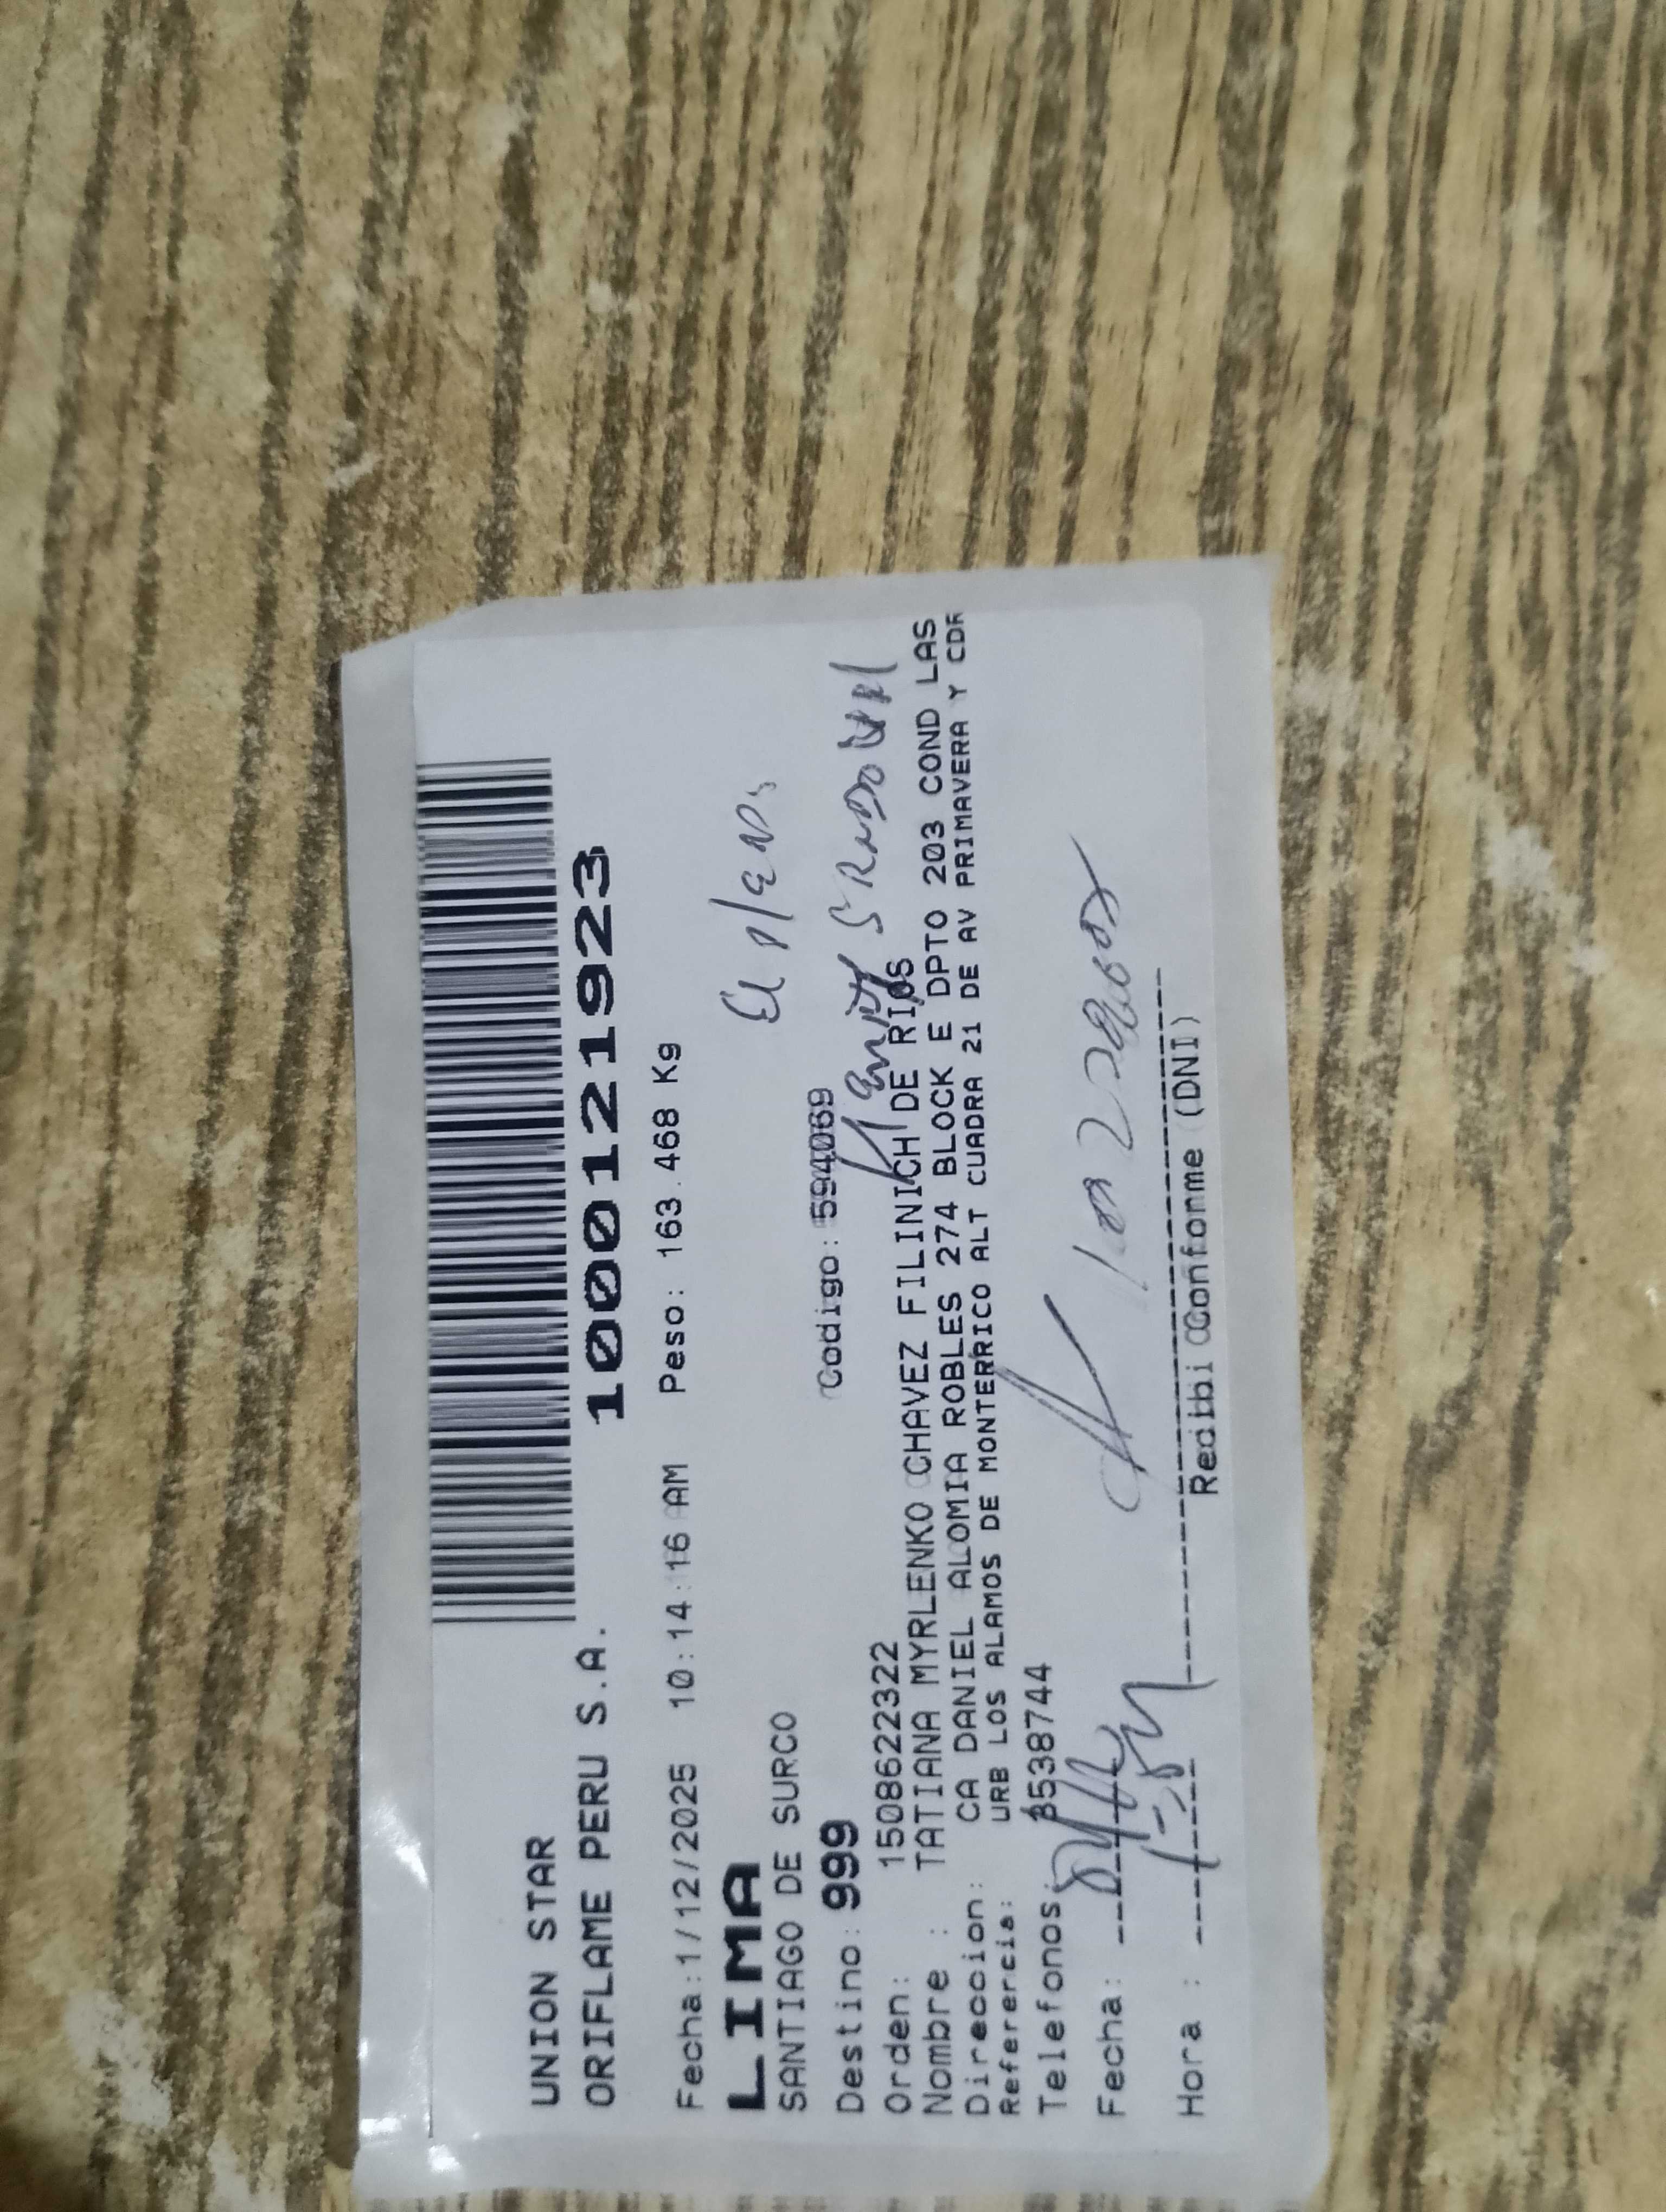 UNION STAR
ORIFLAME PERU S.A.
1000121923
Fecha:1/12/2025 10:14:16 AM Peso: 163.468 Kg
LIMA
SANTIAGO DE SURCO
Destino: 999 Codigo: 594069
Orden: 150862322
Nombre : TATIANA MYRLENKO CHAVEZ FILINICH DE RIOS
Direccion: CA DANIEL ALOMIA ROBLES 274 BLOCK E DPTO 203 COND LAS
Referencia: URB LOS ALAMOS DE MONTERRICO ALT CUADRA 21 DE AV PRIMAVERA Y CDR
Telefonos: 3538744
Fecha:
Hora :
Redibi Conforme (DNI)